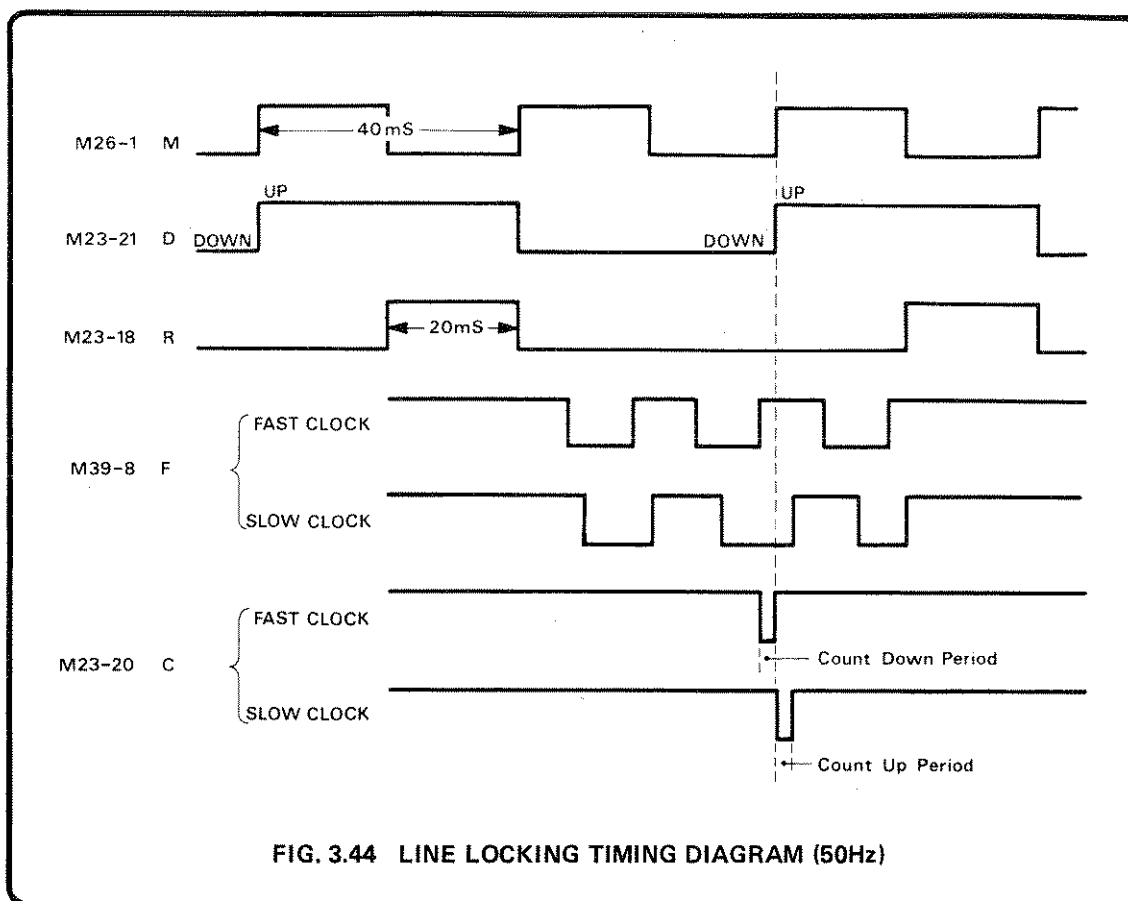 M26-1 M
40mS
UP
UP
M23-21 D DOWN
DOWN
M23-18 R
20mS
FAST CLOCK
M39-8 F
SLOW CLOCK
FAST CLOCK
Count Down Period
M23-20 C
SLOW CLOCK
Count Up Period
FIG. 3.44 LINE LOCKING TIMING DIAGRAM (50Hz)